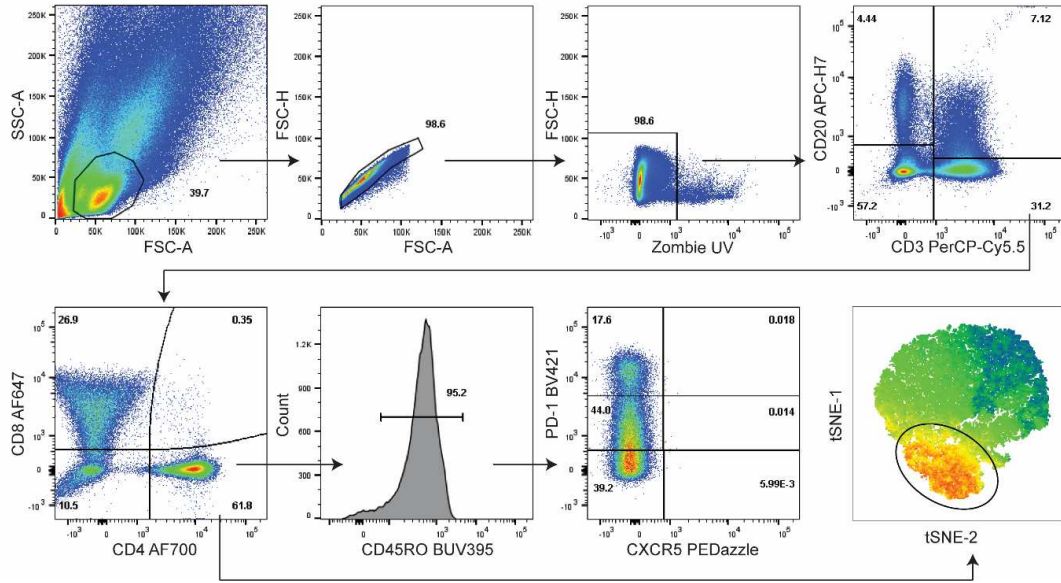 250K
200K
150K
100K
50K
0
SSC-A
39.7
0 50K 100K 150K 200K 250K
FSC-A
250K
200K
150K
100K
50K
0
FSC-H
98.6
0 50K 100K 150K 200K 250K
FSC-A
250K
200K
150K
100K
50K
0
FSC-H
98.6
-10³ 0 10³ 10⁴ 10⁵
Zombie UV
4.44 7.12
10⁵
10⁴
10³
0
-10³
CD20 APC-H7
57.2 31.2
-10³ 0 10³ 10⁴ 10⁵
CD3 PerCP-Cy5.5
26.9 0.35
10⁵
10⁴
10³
0
-10³
CD8 AF647
10.5 61.8
0 10³ 10⁴ 10⁵
CD4 AF700
1.2K
900
600
300
0
Count
95.2
-10³ 0 10³ 10⁴ 10⁵
CD45RO BUV395
17.6 0.018
10⁵
10⁴
10³
0
-10³
PD-1 BV421
44.0 0.014
39.2 5.99E-3
-10³ 0 10³ 10⁴ 10⁵
CXCR5 PEDazzle
tSNE-1
tSNE-2